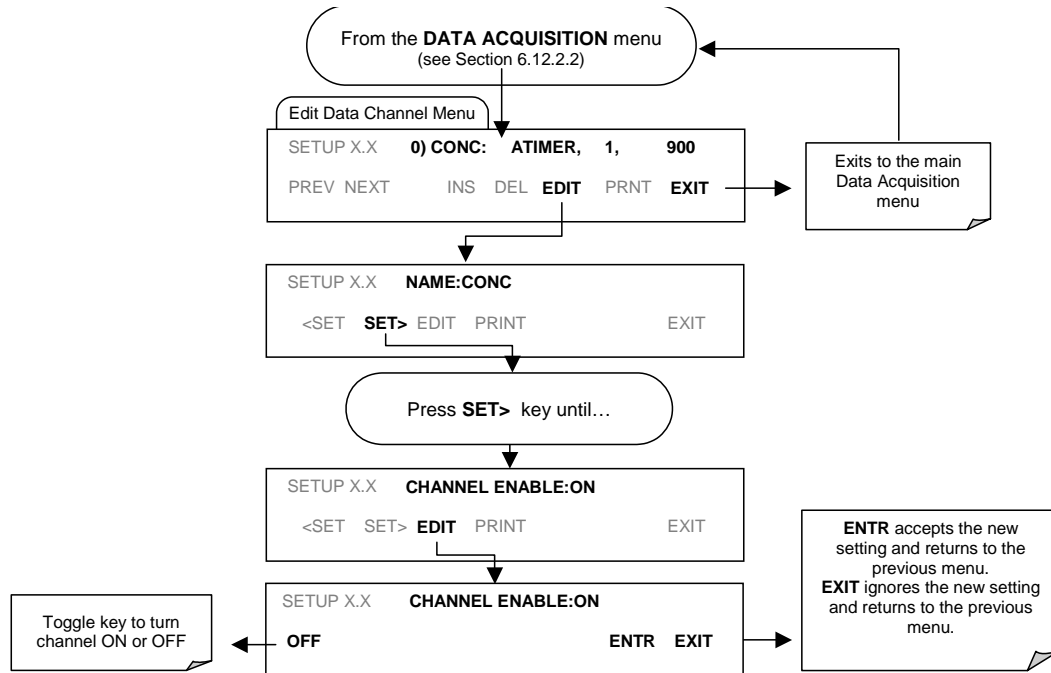 From the DATA ACQUISITION menu
(see Section 6.12.2.2)
Edit Data Channel Menu
SETUP X.X 0) CONC: ATIMER, 1, 900
PREV NEXT INS DEL EDIT PRNT EXIT
Exits to the main
Data Acquisition
menu
SETUP X.X NAME:CONC
<SET SET> EDIT PRINT EXIT
Press SET> key until…
SETUP X.X CHANNEL ENABLE:ON
<SET SET> EDIT PRINT EXIT
SETUP X.X CHANNEL ENABLE:ON
OFF ENTR EXIT
Toggle key to turn
channel ON or OFF
ENTR accepts the new
setting and returns to the
previous menu.
EXIT ignores the new setting
and returns to the previous
menu.